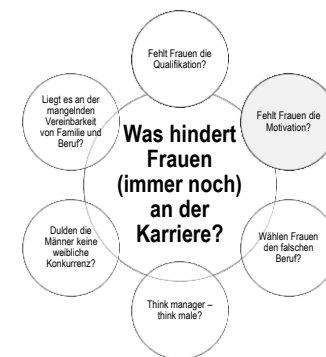 Fehlt Frauen die
Qualifikation?
Fehlt Frauen die
Motivation?
Wählen Frauen
den falschen
Beruf?
Think manager –
think male?
Dulden die
Männer keine
weibliche
Konkurrenz?
Liegt es an der
mangelnden
Vereinbarkeit
von Familie und
Beruf?
Was hindert
Frauen
(immer noch)
an der
Karriere?